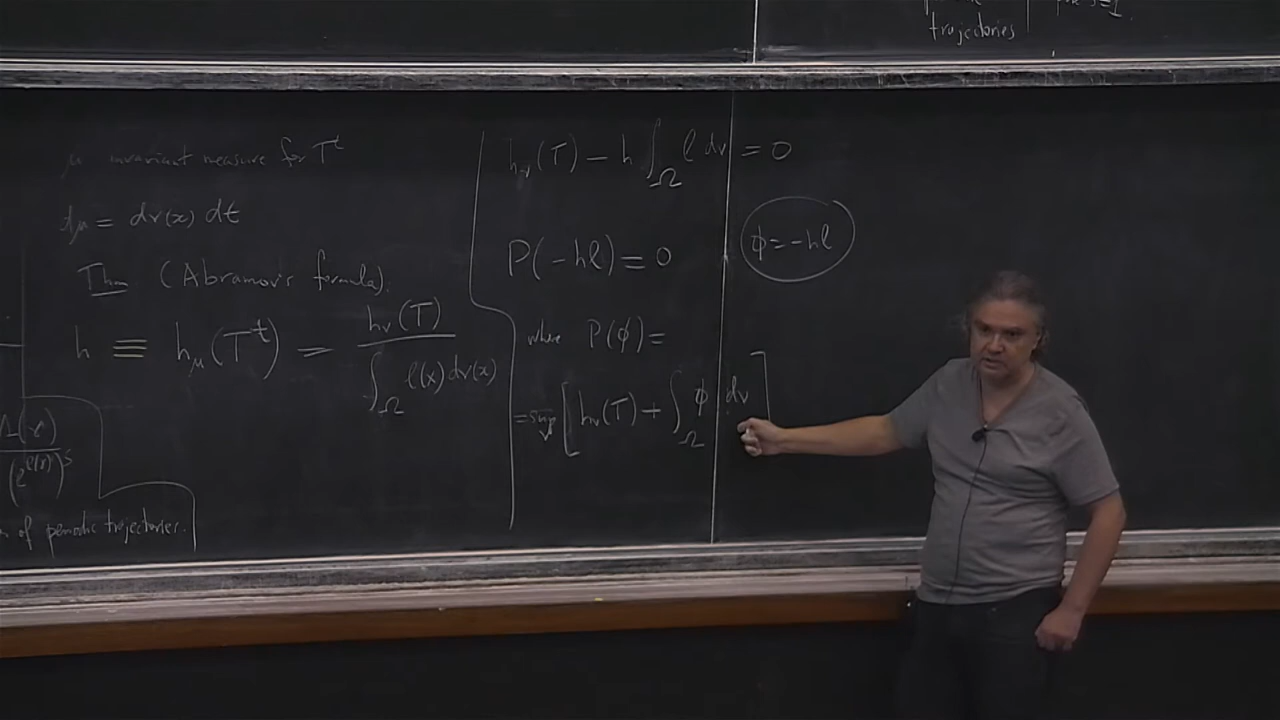 trajectories
μ invariant measure for T^t
dμ = dν(x) dt
Thm (Abramov's formula).
h ≡ h_μ(T^t) = h_ν(T) / ∫_Ω l(x) dν(x)
Λ(γ) / (2^{l(γ)})^s
of periodic trajectories.
h_ν(T) − h ∫_Ω l dν = 0
P(−hl) = 0
φ = −hl
where P(φ) =
= sup_ν [ h_ν(T) + ∫_Ω φ dν ]